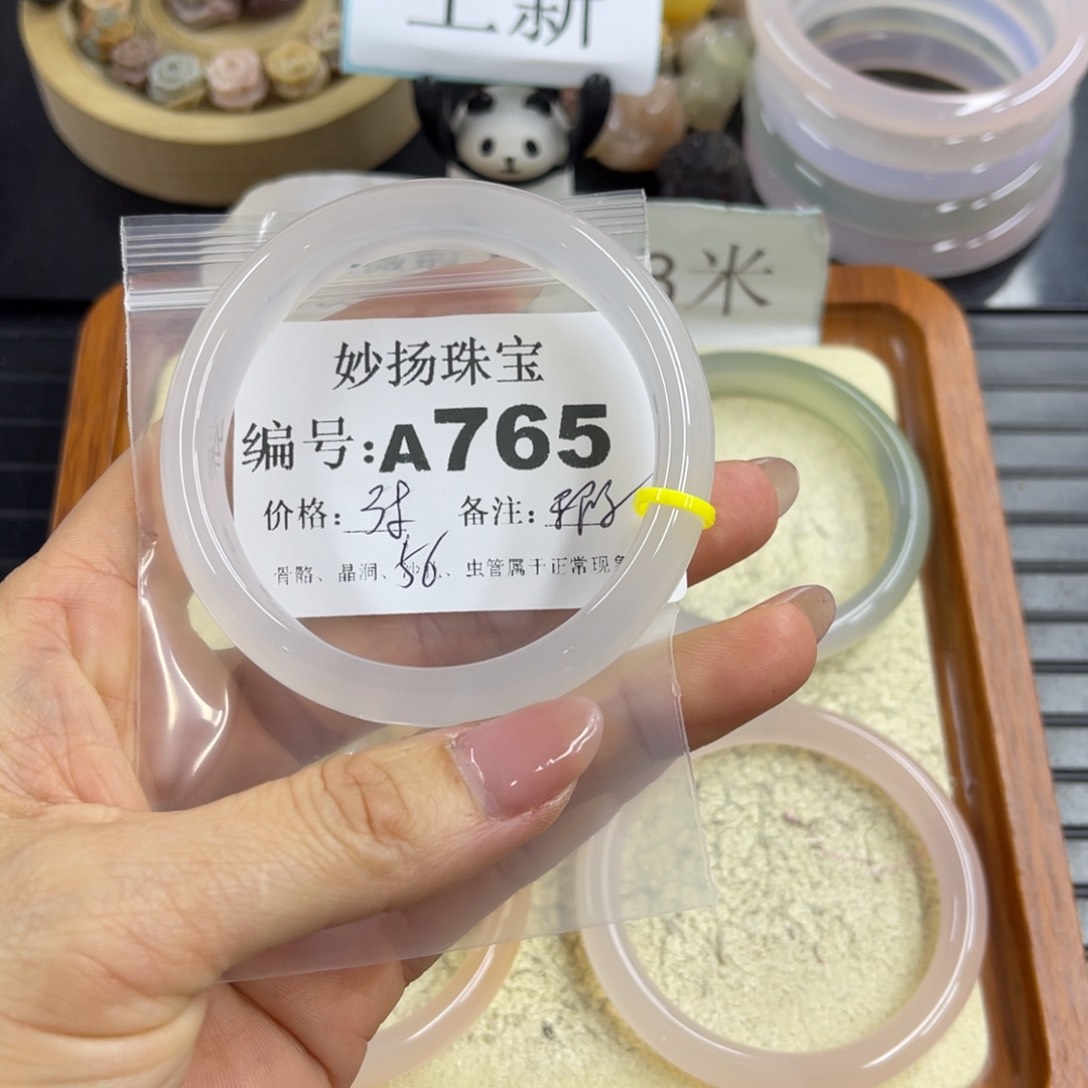 上新
8米
妙扬珠宝
编号:A765
价格: 备注:
骨骼、晶洞、 、虫管属于正常现象
56